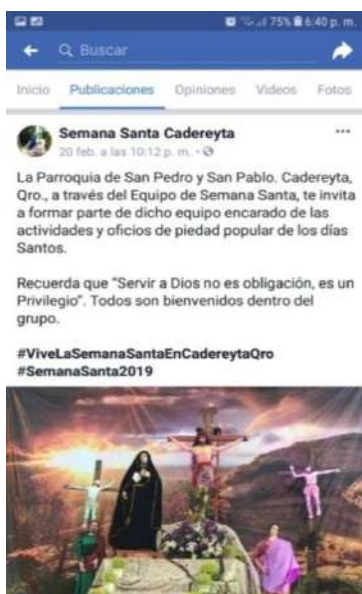 75% 6:40 p. m.
Buscar
Inicio Publicaciones Opiniones Videos Fotos
Semana Santa Cadereyta
20 feb. a las 10:12 p. m.
La Parroquia de San Pedro y San Pablo. Cadereyta,
Qro., a través del Equipo de Semana Santa, te invita
a formar parte de dicho equipo encarado de las
actividades y oficios de piedad popular de los días
Santos.
Recuerda que “Servir a Dios no es obligación, es un
Privilegio”. Todos son bienvenidos dentro del
grupo.
#ViveLaSemanaSantaEnCadereytaQro
#SemanaSanta2019